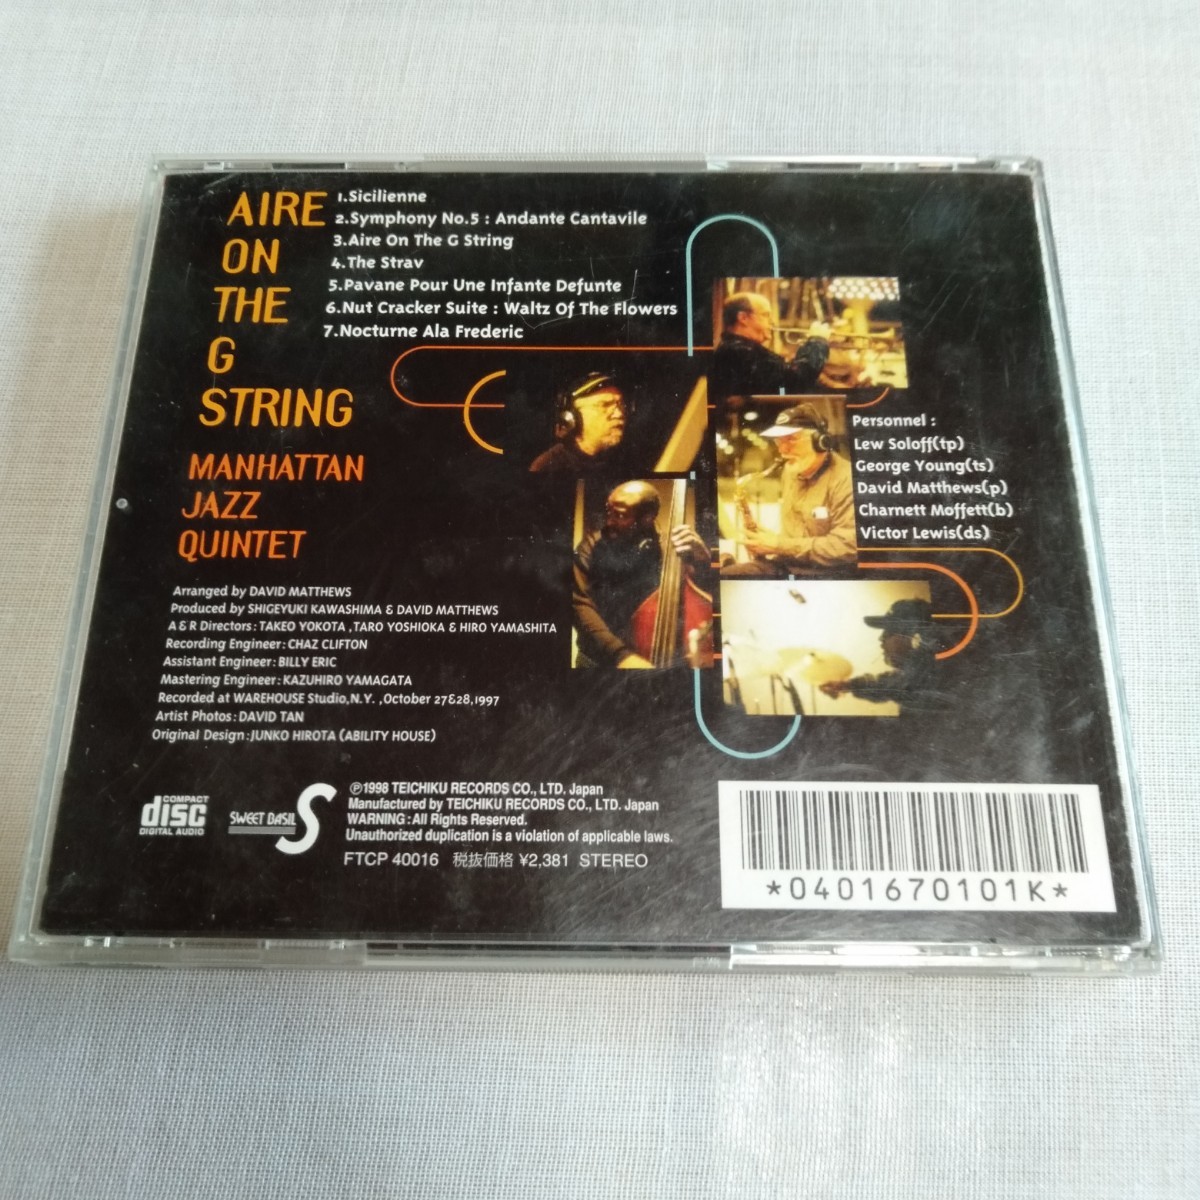 AIRE
ON
THE
G
STRING
MANHATTAN
JAZZ
QUINTET
1.Sicilienne
2.Symphony No.5 : Andante Cantavile
3.Aire On The G String
4.The Strav
5.Pavane Pour Une Infante Defunte
6.Nut Cracker Suite : Waltz Of The Flowers
7.Nocturne Ala Frederic
Personnel :
Lew Soloff(tp)
George Young(ts)
David Matthews(p)
Charnett Moffett(b)
Victor Lewis(ds)
Arranged by DAVID MATTHEWS
Produced by SHIGEYUKI KAWASHIMA & DAVID MATTHEWS
A & R Directors : TAKEO YOKOTA ,TARO YOSHIOKA & HIRO YAMASHITA
Recording Engineer : CHAZ CLIFTON
Assistant Engineer : BILLY ERIC
Mastering Engineer : KAZUHIRO YAMAGATA
Recorded at WAREHOUSE Studio,N.Y. ,October 27&28,1997
Artist Photos : DAVID TAN
Original Design : JUNKO HIROTA (ABILITY HOUSE)
COMPACT
disc
DIGITAL AUDIO
SWEET BASIL
S
℗1998 TEICHIKU RECORDS CO., LTD. Japan
Manufactured by TEICHIKU RECORDS CO., LTD. Japan
WARNING : All Rights Reserved.
Unauthorized duplication is a violation of applicable laws.
FTCP 40016 税抜価格 ¥2,381 STEREO
*0401670101K*